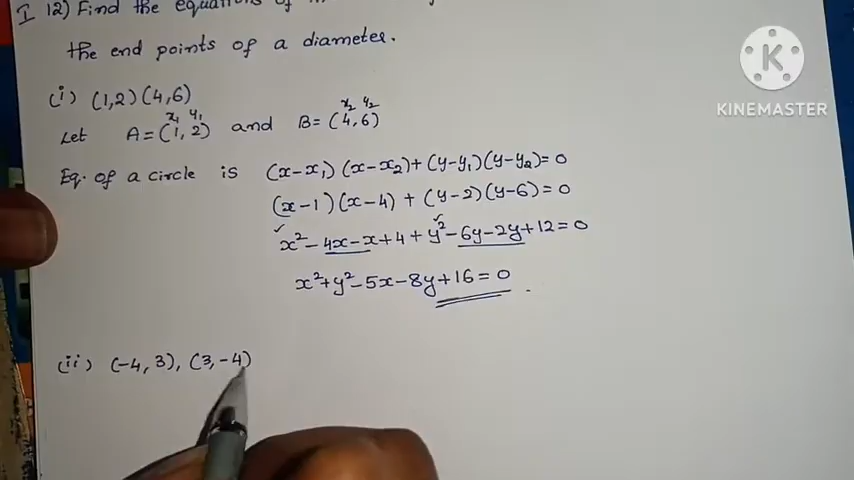 I 12) Find the equations of
the end points of a diameter.
(i) (1,2) (4,6)
x₁ y₁ x₂ y₂
Let A = (1, 2) and B = (4, 6)
Eq. of a circle is (x-x₁) (x-x₂)+(y-y₁)(y-y₂)=0
(x-1)(x-4) + (y-2)(y-6)=0
x²-4x-x+4+y²-6y-2y+12=0
x²+y²-5x-8y+16=0
(ii) (-4,3), (3,-4)
K
KINEMASTER